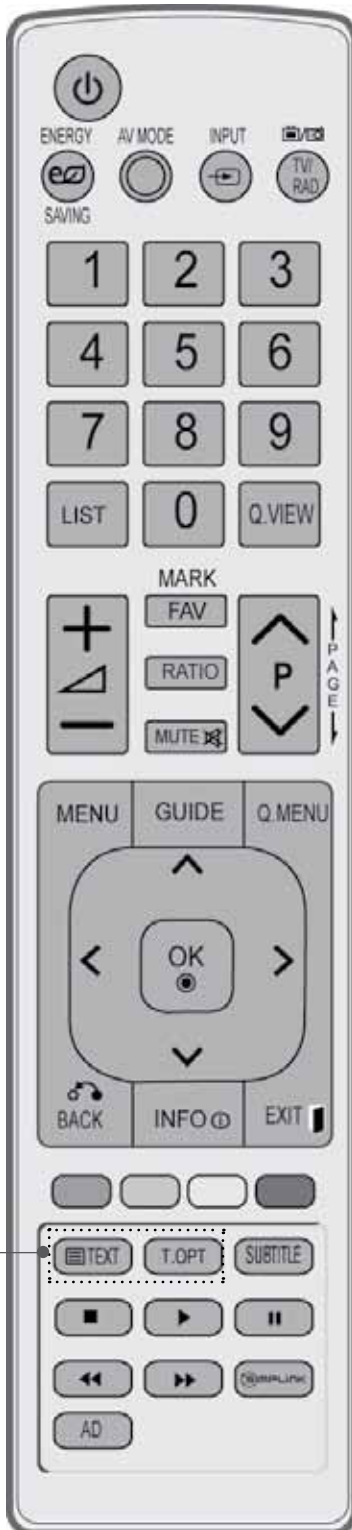 ENERGY AV MODE INPUT
TV/
RAD
SAVING
1 2 3
4 5 6
7 8 9
LIST 0 Q.VIEW
MARK
FAV
RATIO
P
PAGE
MUTE
MENU GUIDE Q.MENU
OK
BACK INFO EXIT
TEXT T.OPT SUBTITLE
SIMPLINK
AD